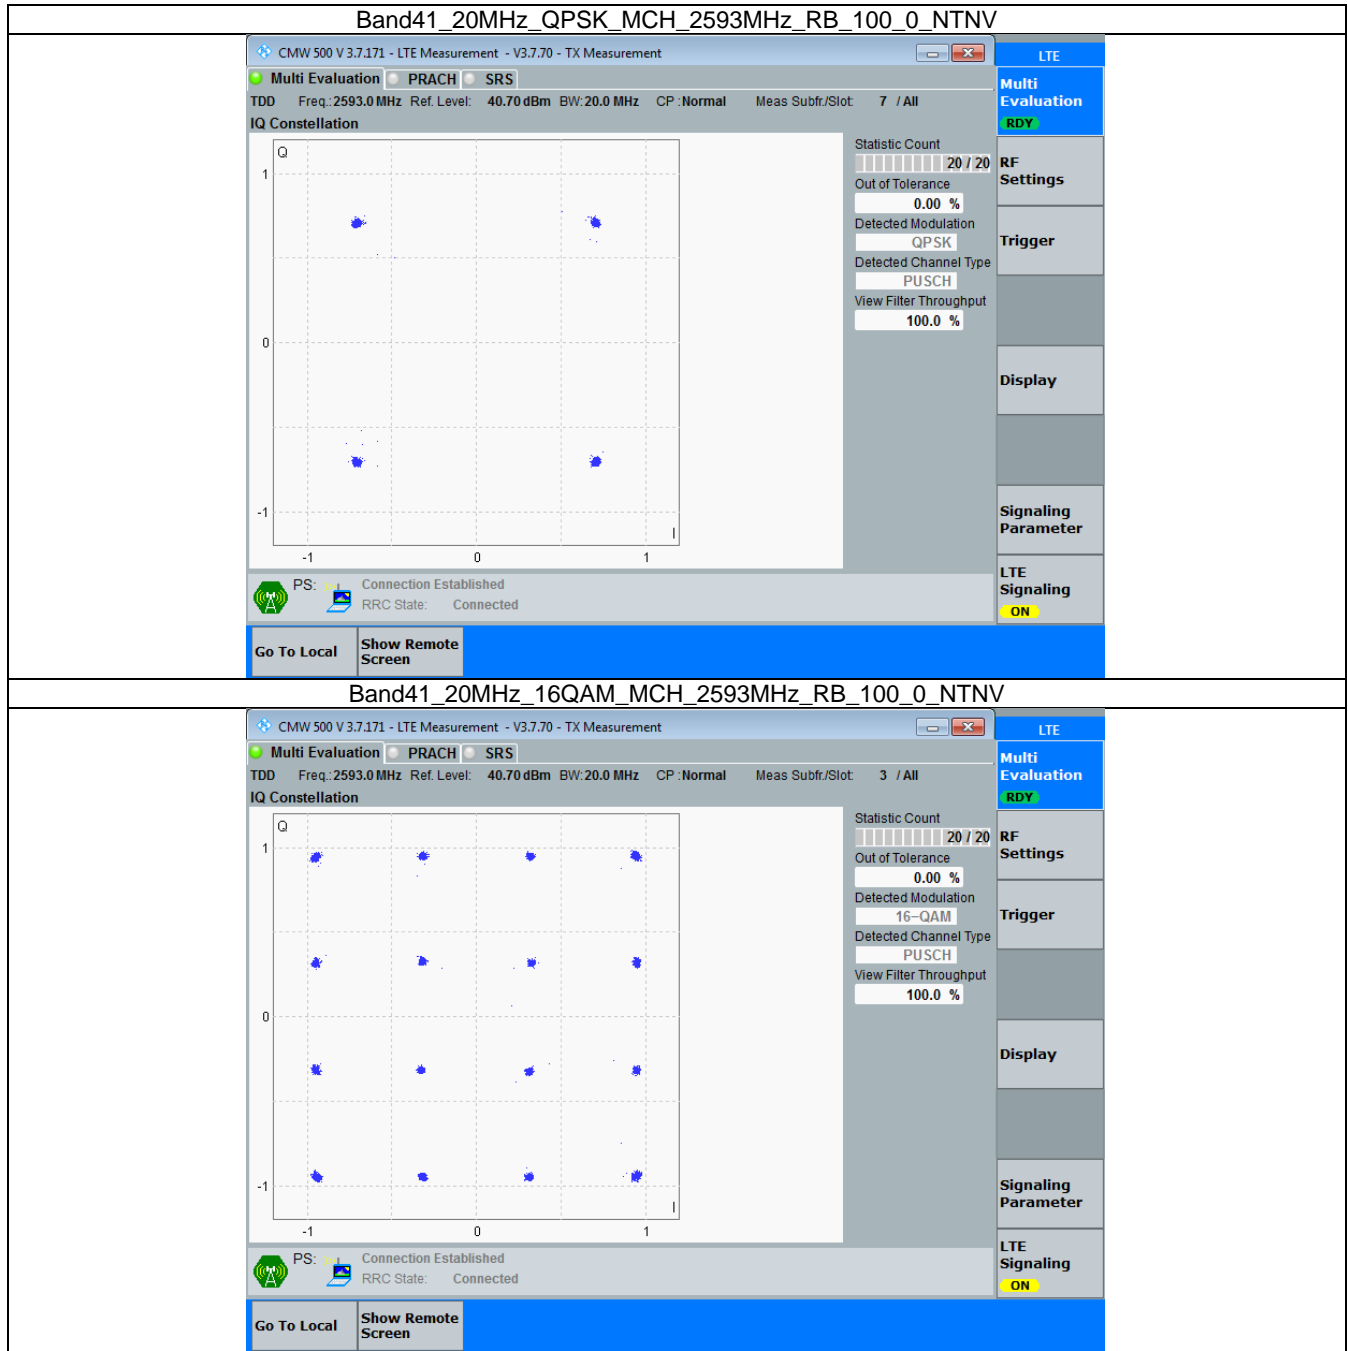 Band41_20MHz_QPSK_MCH_2593MHz_RB_100_0_NTNV
CMW 500 V 3.7.171 - LTE Measurement - V3.7.70 - TX Measurement
LTE
Multi Evaluation PRACH SRS
TDD Freq.: 2593.0 MHz Ref. Level: 40.70 dBm BW: 20.0 MHz CP : Normal Meas Subfr./Slot: 7 / All
IQ Constellation
Q
1
0
-1
-1 0 1
I
Statistic Count
20 / 20
Out of Tolerance
0.00 %
Detected Modulation
QPSK
Detected Channel Type
PUSCH
View Filter Throughput
100.0 %
Multi
Evaluation
RDY
RF
Settings
Trigger
Display
Signaling
Parameter
LTE
Signaling
ON
PS: Connection Established
RRC State: Connected
Go To Local
Show Remote
Screen
Band41_20MHz_16QAM_MCH_2593MHz_RB_100_0_NTNV
CMW 500 V 3.7.171 - LTE Measurement - V3.7.70 - TX Measurement
LTE
Multi Evaluation PRACH SRS
TDD Freq.: 2593.0 MHz Ref. Level: 40.70 dBm BW: 20.0 MHz CP : Normal Meas Subfr./Slot: 3 / All
IQ Constellation
Q
1
0
-1
-1 0 1
I
Statistic Count
20 / 20
Out of Tolerance
0.00 %
Detected Modulation
16-QAM
Detected Channel Type
PUSCH
View Filter Throughput
100.0 %
Multi
Evaluation
RDY
RF
Settings
Trigger
Display
Signaling
Parameter
LTE
Signaling
ON
PS: Connection Established
RRC State: Connected
Go To Local
Show Remote
Screen